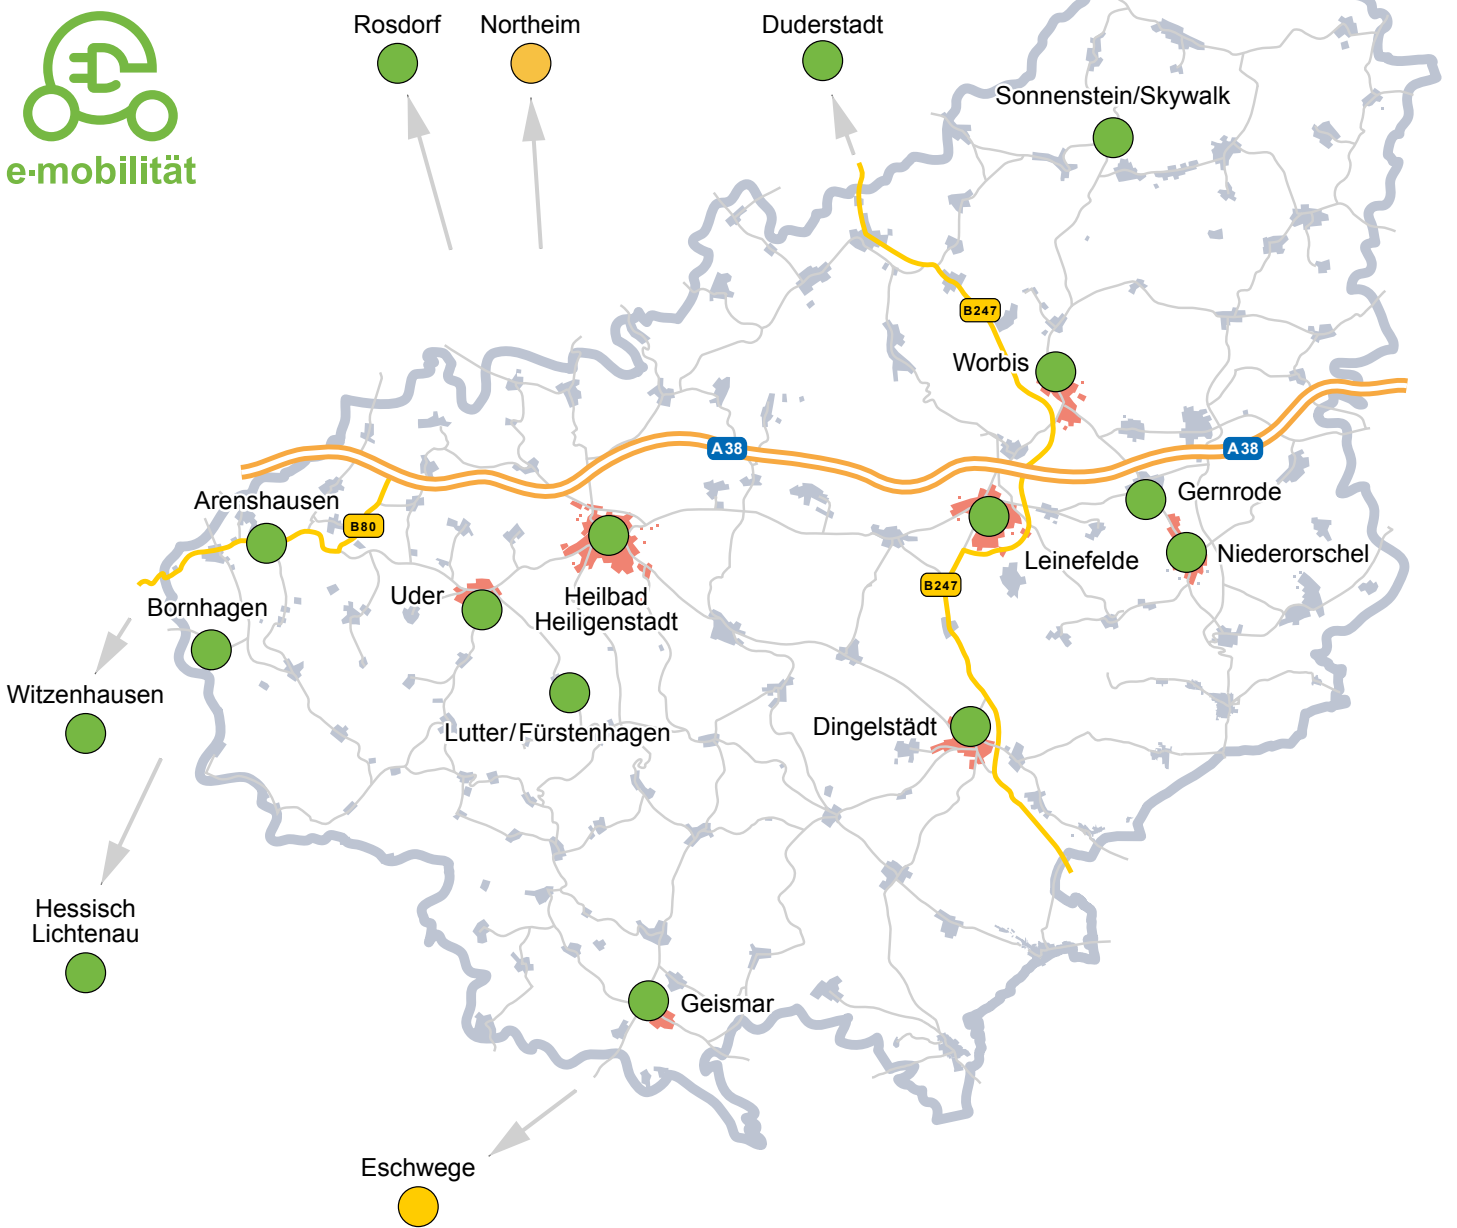 Rosdorf
Northeim
Duderstadt
e-mobilität
Sonnenstein/Skywalk
B247
Worbis
A38
A38
Arenshausen
B80
Gernrode
Leinefelde
Niederorschel
B247
Uder
Heilbad
Heiligenstadt
Bornhagen
Witzenhausen
Lutter/Fürstenhagen
Dingelstädt
Hessisch
Lichtenau
Geismar
Eschwege